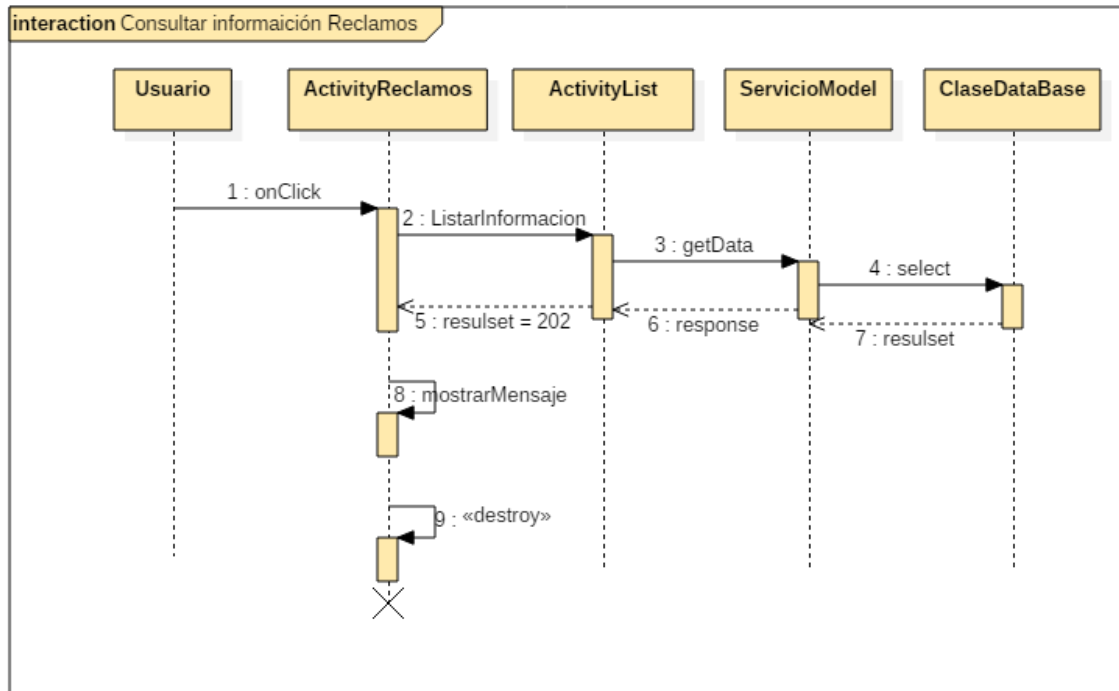 interaction Consultar informaición Reclamos
Usuario
ActivityReclamos
ActivityList
ServicioModel
ClaseDataBase
1 : onClick
2 : ListarInformacion
3 : getData
4 : select
5 : resulset = 202
6 : response
7 : resulset
8 : mostrarMensaje
9 : «destroy»